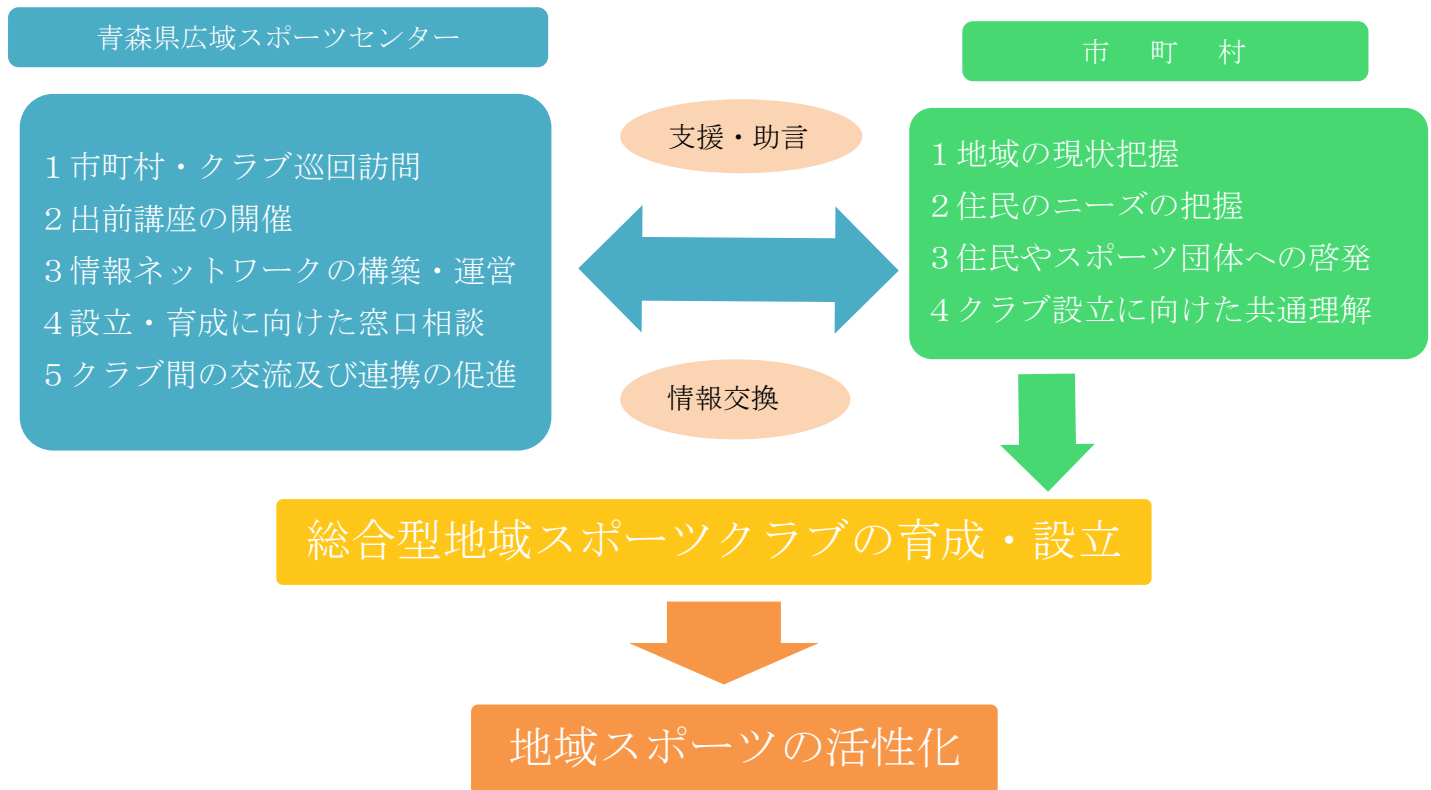 青森県広域スポーツセンター
1市町村・クラブ巡回訪問
2出前講座の開催
3情報ネットワークの構築・運営
4設立・育成に向けた窓口相談
5クラブ間の交流及び連携の促進
支援・助言
情報交換
市 町 村
1地域の現状把握
2住民のニーズの把握
3住民やスポーツ団体への啓発
4クラブ設立に向けた共通理解
総合型地域スポーツクラブの育成・設立
地域スポーツの活性化